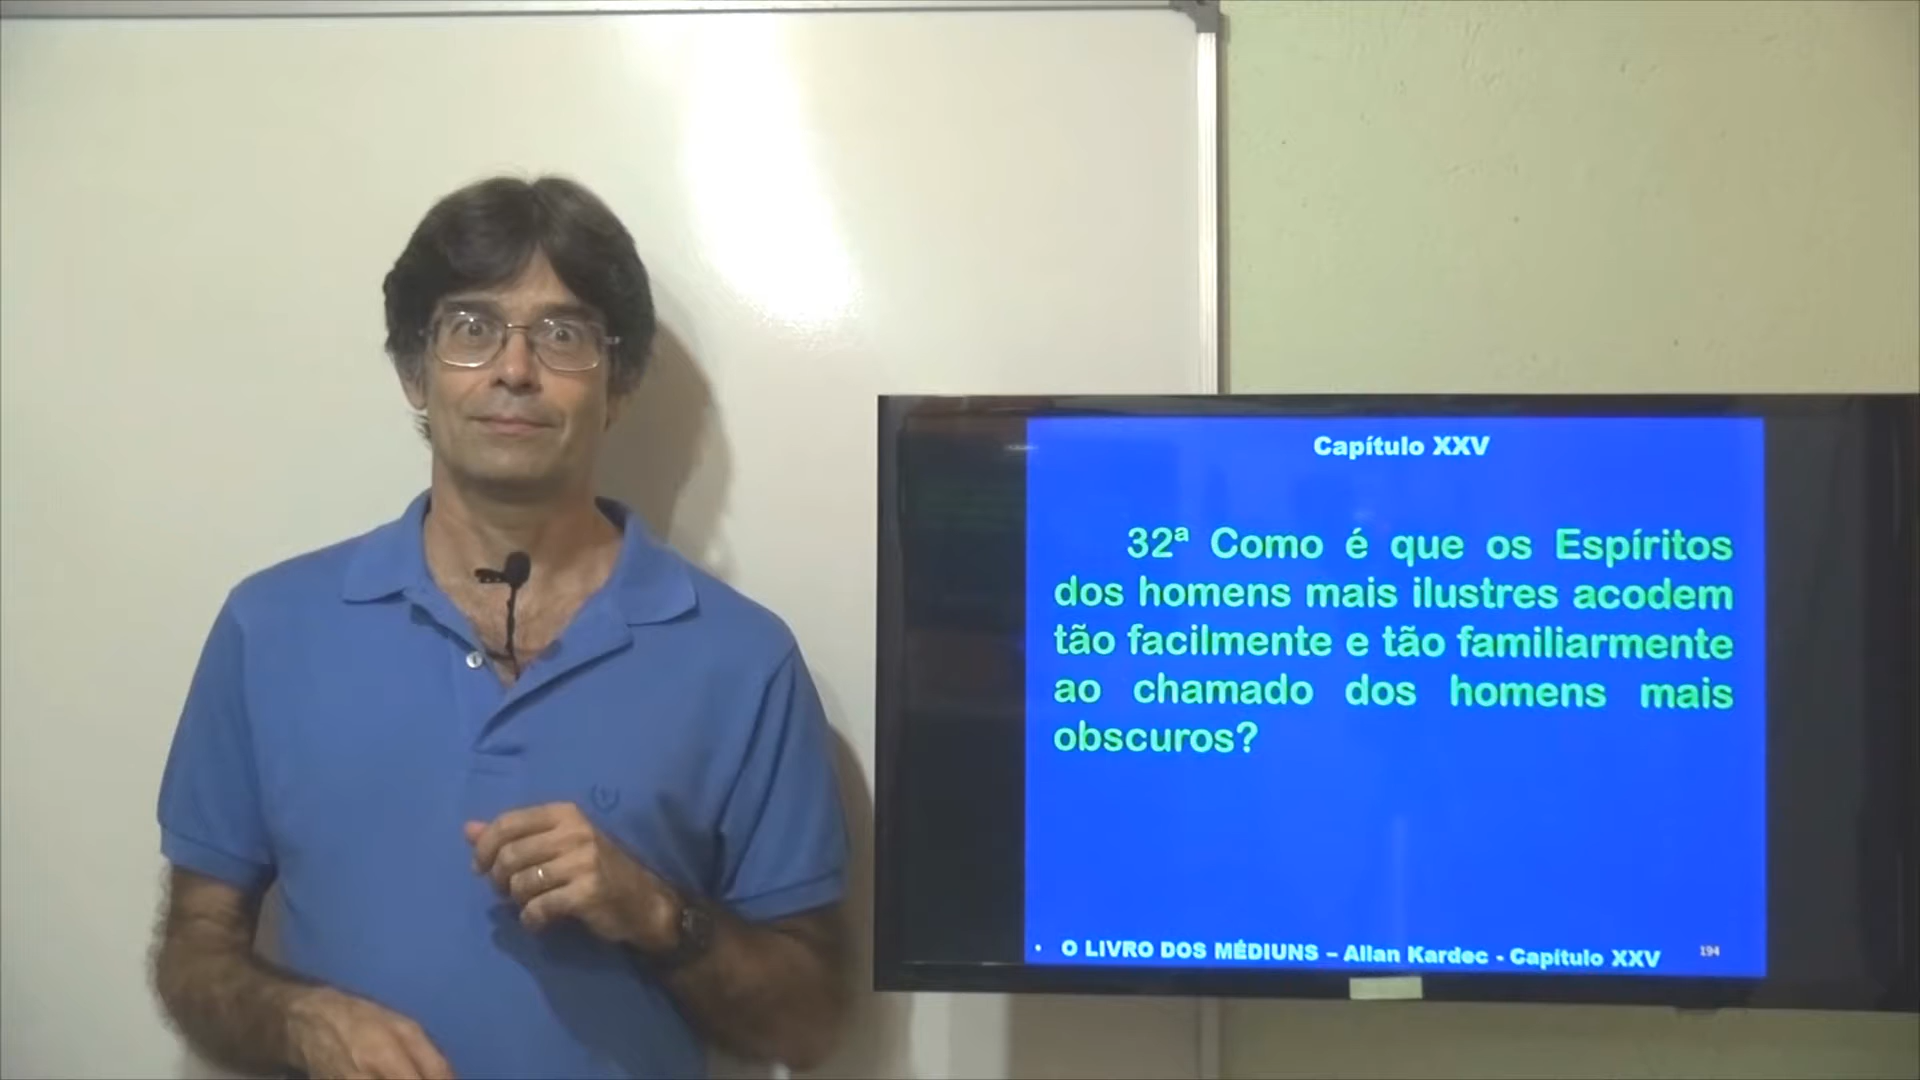 Capítulo XXV
32ª Como é que os Espíritos
dos homens mais ilustres acodem
tão facilmente e tão familiarmente
ao chamado dos homens mais
obscuros?
• O LIVRO DOS MÉDIUNS – Allan Kardec - Capítulo XXV
194